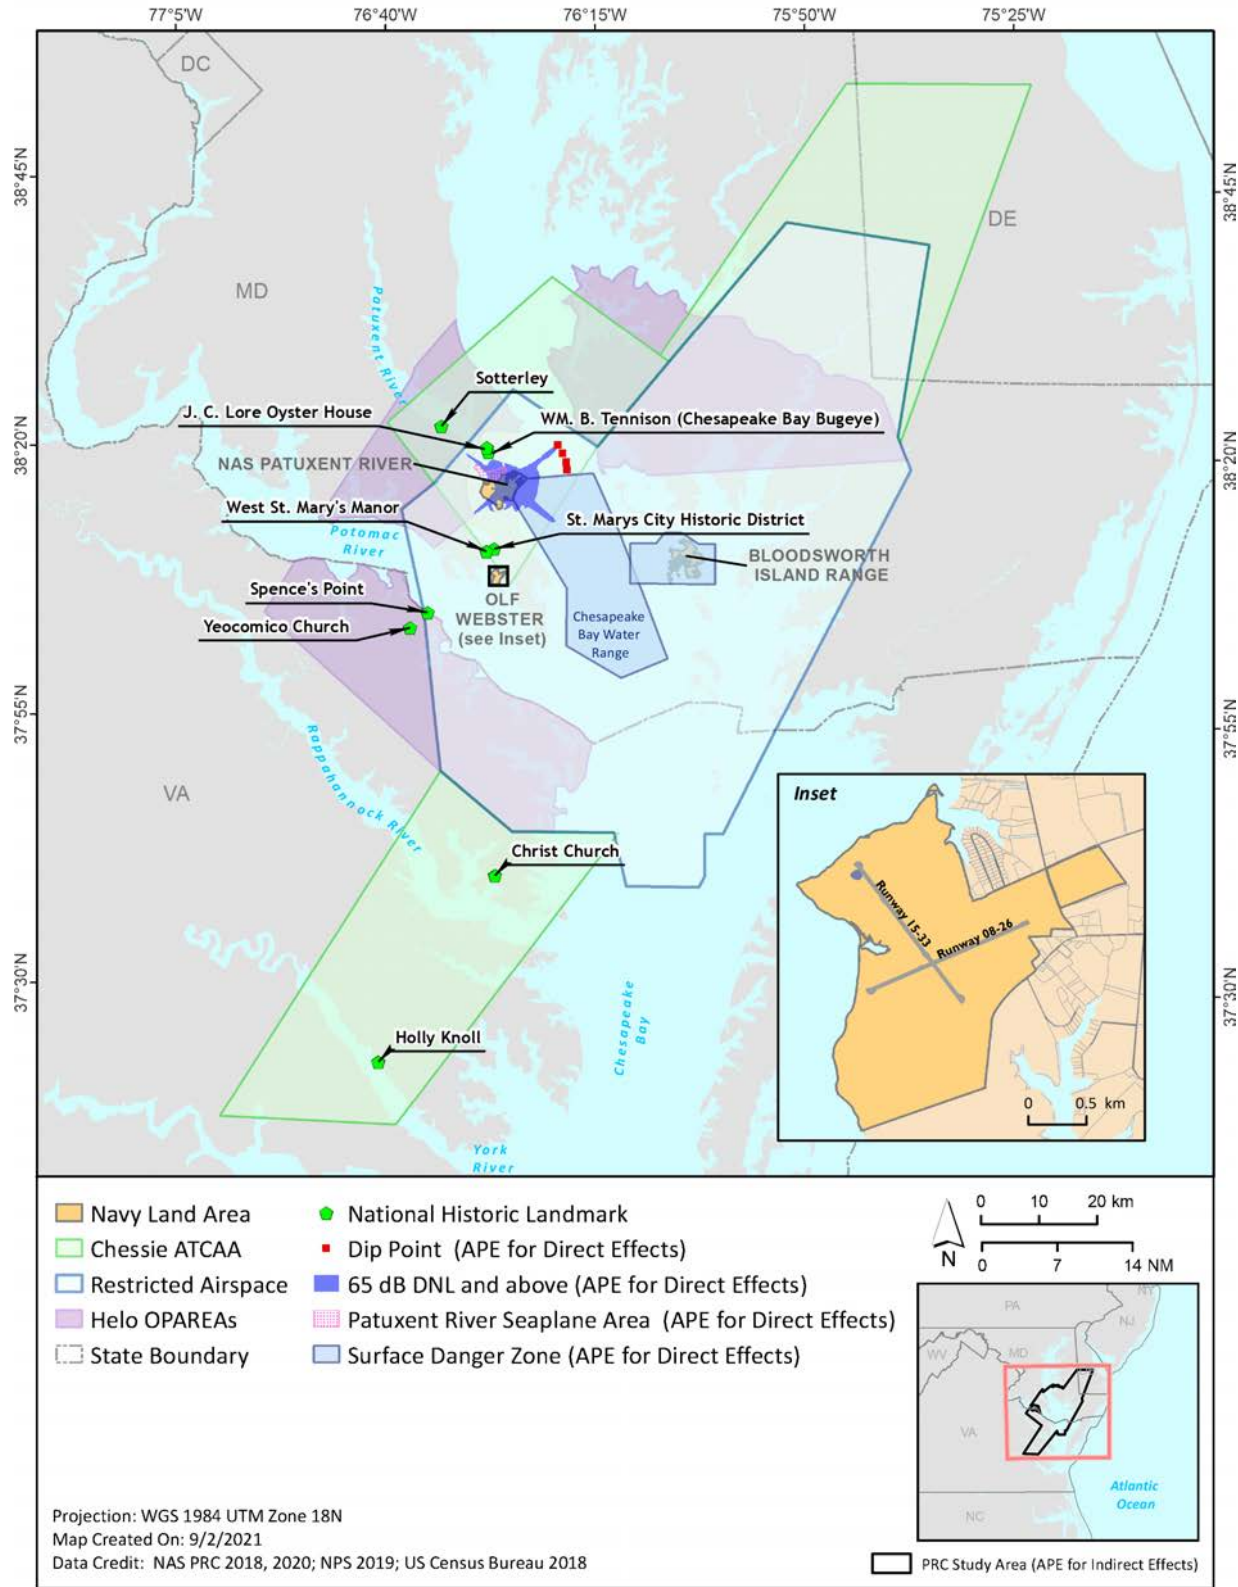 77°5'W
76°40'W
76°15'W
75°50'W
75°25'W
DC
38°45'N
38°45'N
DE
MD
Patuxent River
Sotterley
J. C. Lore Oyster House
WM. B. Tennison (Chesapeake Bay Bugeye)
38°20'N
38°20'N
NAS PATUXENT RIVER
West St. Mary's Manor
St. Marys City Historic District
Potomac
River
BLOODSWORTH
ISLAND RANGE
Spence's Point
OLF
WEBSTER
(see Inset)
Chesapeake
Bay Water
Range
Yeocomico Church
37°55'N
37°55'N
Rappahannock River
VA
Inset
Christ Church
Runway 15-33
Runway 08-26
37°30'N
37°30'N
Chesapeake
Bay
Holly Knoll
0 0.5 km
York
River
Navy Land Area
Chessie ATCAA
Restricted Airspace
Helo OPAREAs
State Boundary
National Historic Landmark
Dip Point (APE for Direct Effects)
65 dB DNL and above (APE for Direct Effects)
Patuxent River Seaplane Area (APE for Direct Effects)
Surface Danger Zone (APE for Direct Effects)
N
0 10 20 km
0 7 14 NM
PA
NY
NJ
WV
MD
VA
NC
Atlantic
Ocean
PRC Study Area (APE for Indirect Effects)
Projection: WGS 1984 UTM Zone 18N
Map Created On: 9/2/2021
Data Credit: NAS PRC 2018, 2020; NPS 2019; US Census Bureau 2018